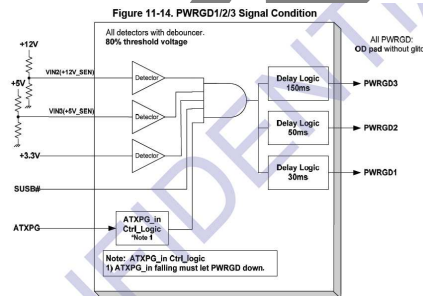 Figure 11-14. PWRGD1/2/3 Signal Condition
All detectors with debouncer.
80% threshold voltage
All PWRGD:
OD pad without glitc
+12V
VIN2(+12V_SEN)
Detector
+5V
VIN3(+5V_SEN)
Detector
+3.3V
Detector
SUSB#
ATXPG
ATXPG_in
Ctrl_Logic
*Note 1
Delay Logic
150ms
PWRGD3
Delay Logic
50ms
PWRGD2
Delay Logic
30ms
PWRGD1
Note: ATXPG_in Ctrl_logic
1) ATXPG_in falling must let PWRGD down.